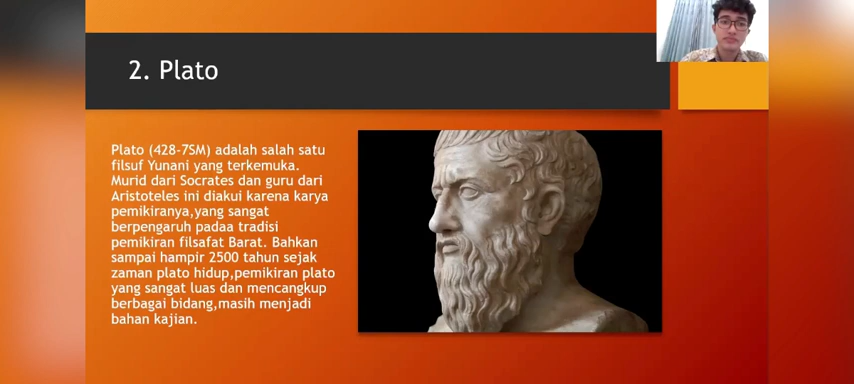 2. Plato
Plato (428-7SM) adalah salah satu
filsuf Yunani yang terkemuka.
Murid dari Socrates dan guru dari
Aristoteles ini diakui karena karya
pemikiranya,yang sangat
berpengaruh padaa tradisi
pemikiran filsafat Barat. Bahkan
sampai hampir 2500 tahun sejak
zaman plato hidup,pemikiran plato
yang sangat luas dan mencangkup
berbagai bidang,masih menjadi
bahan kajian.